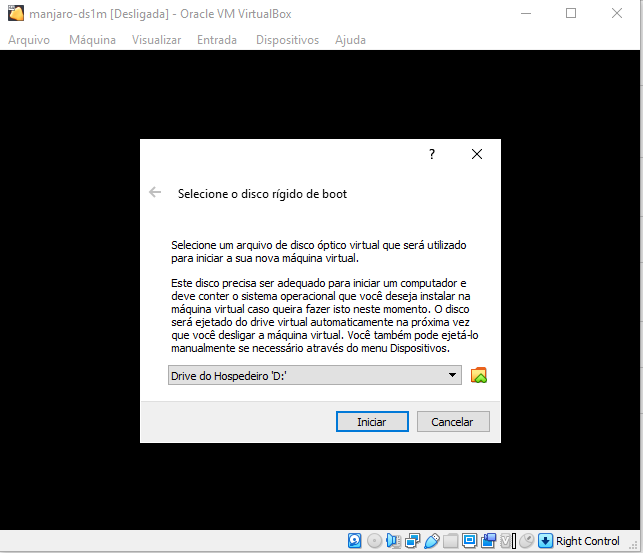 manjaro-ds1m [Desligada] - Oracle VM VirtualBox
Arquivo Máquina Visualizar Entrada Dispositivos Ajuda
?
Selecione o disco rígido de boot
Selecione um arquivo de disco óptico virtual que será utilizado
para iniciar a sua nova máquina virtual.
Este disco precisa ser adequado para iniciar um computador e
deve conter o sistema operacional que você deseja instalar na
máquina virtual caso queira fazer isto neste momento. O disco
será ejetado do drive virtual automaticamente na próxima vez
que você desligar a máquina virtual. Você também pode ejetá-lo
manualmente se necessário através do menu Dispositivos.
Drive do Hospedeiro 'D:'
Iniciar Cancelar
Right Control